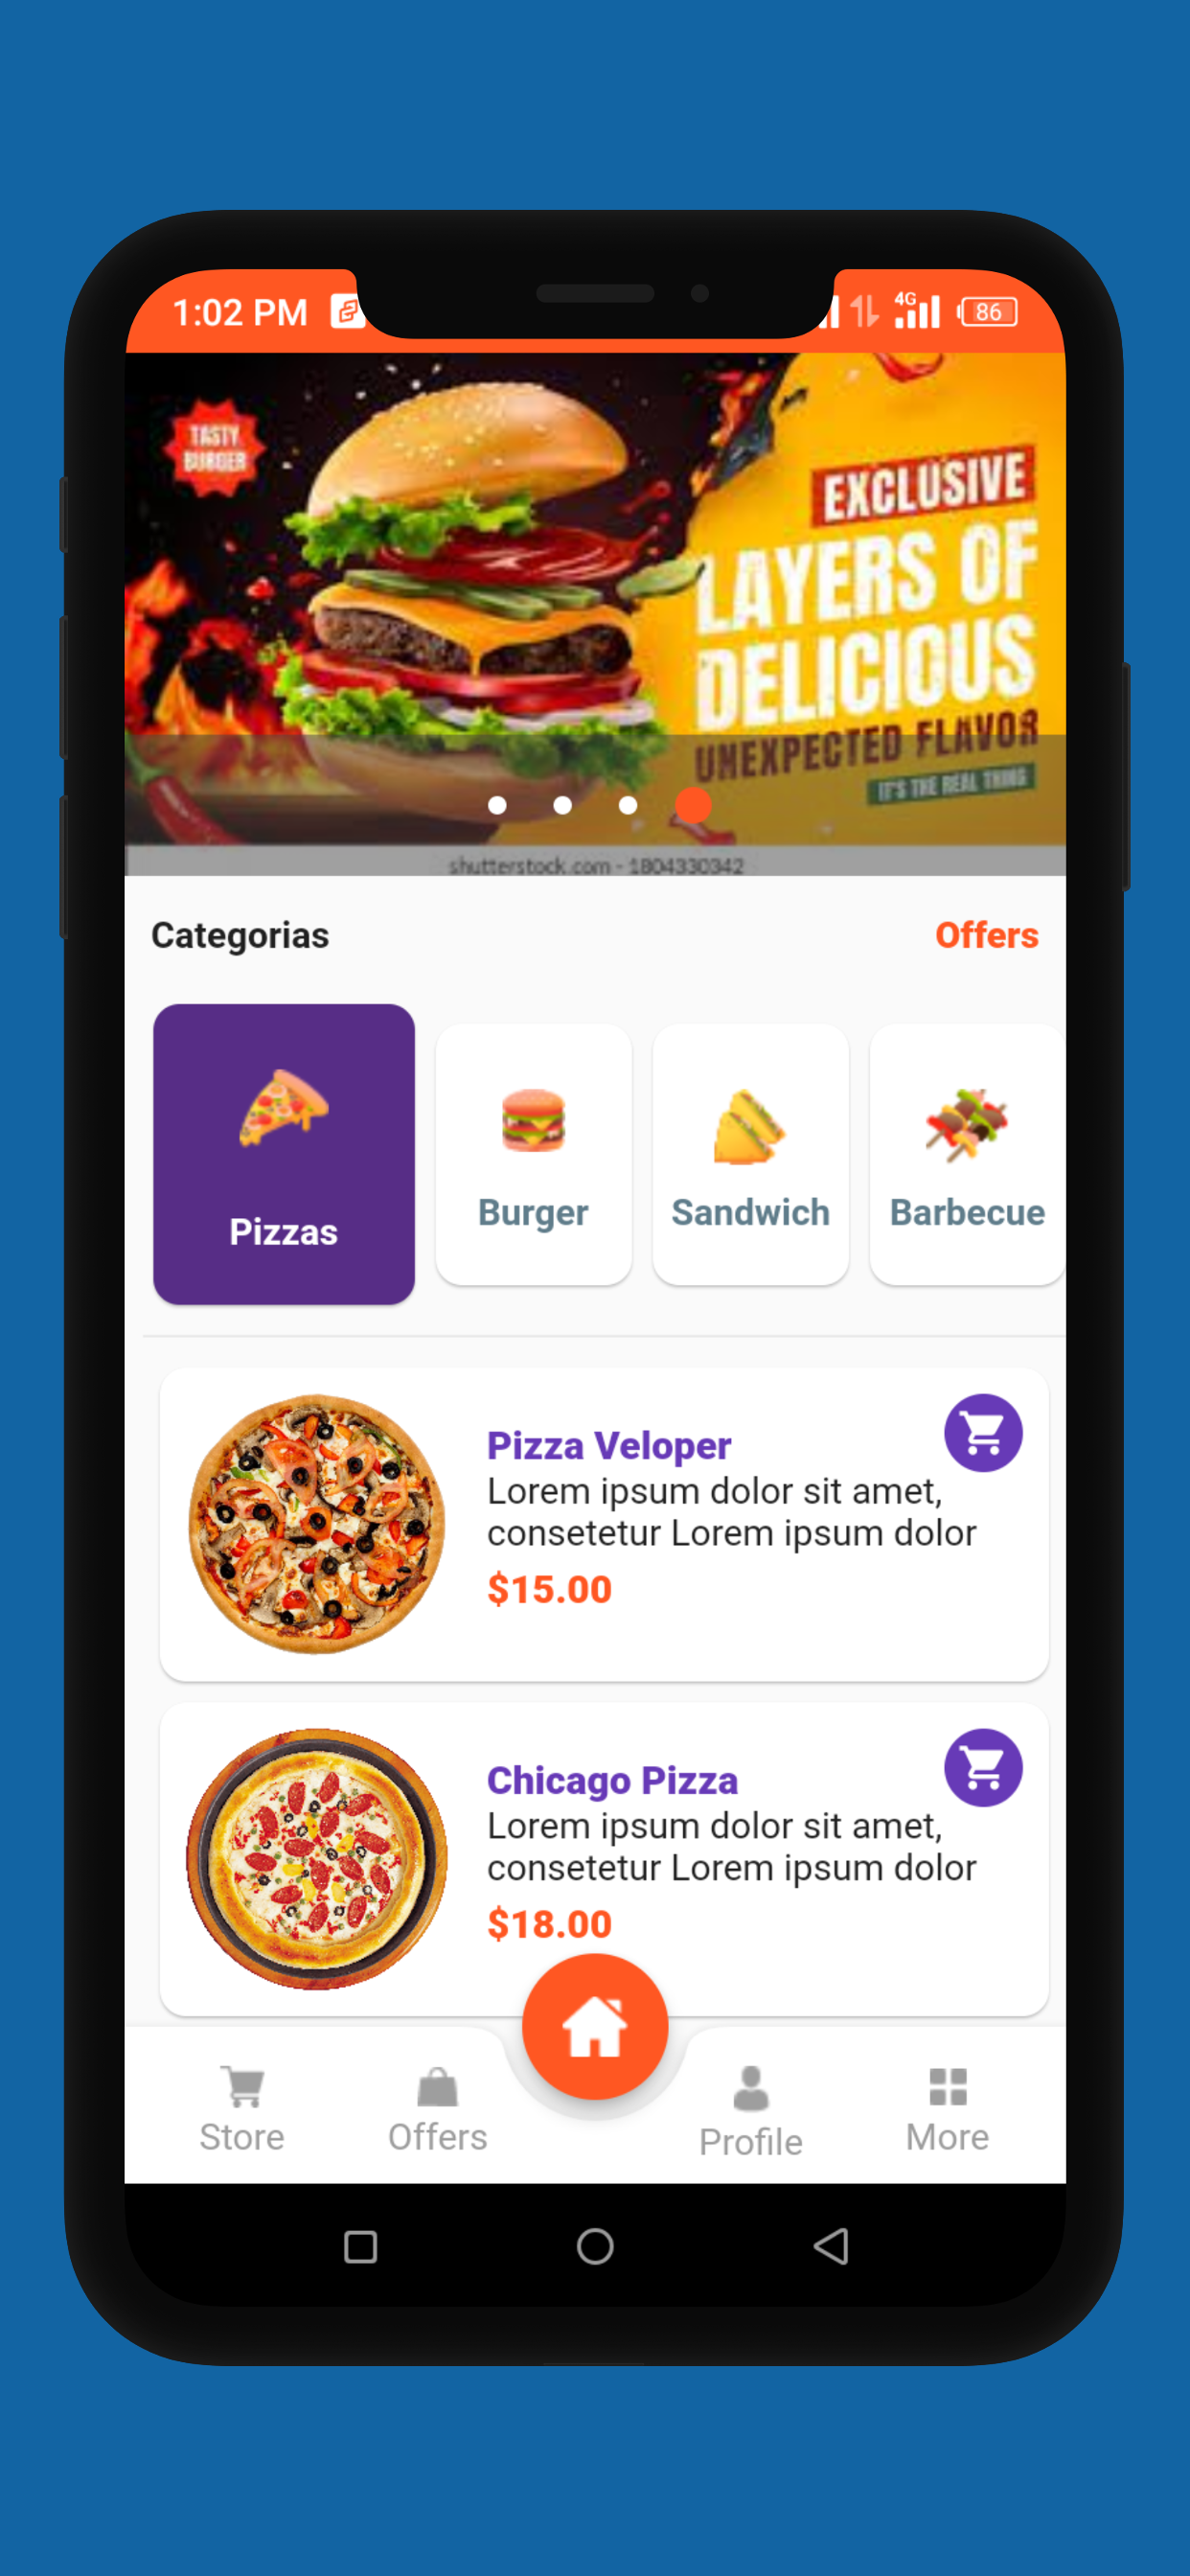 1:02 PM
4G
86
TASTY
BURGER
EXCLUSIVE
LAYERS OF
DELICIOUS
UNEXPECTED FLAVOR
IT'S THE REAL THING
shutterstock.com - 1804330342
Categorias
Offers
Pizzas
Burger
Sandwich
Barbecue
Pizza Veloper
Lorem ipsum dolor sit amet,
consetetur Lorem ipsum dolor
$15.00
Chicago Pizza
Lorem ipsum dolor sit amet,
consetetur Lorem ipsum dolor
$18.00
Store
Offers
Profile
More